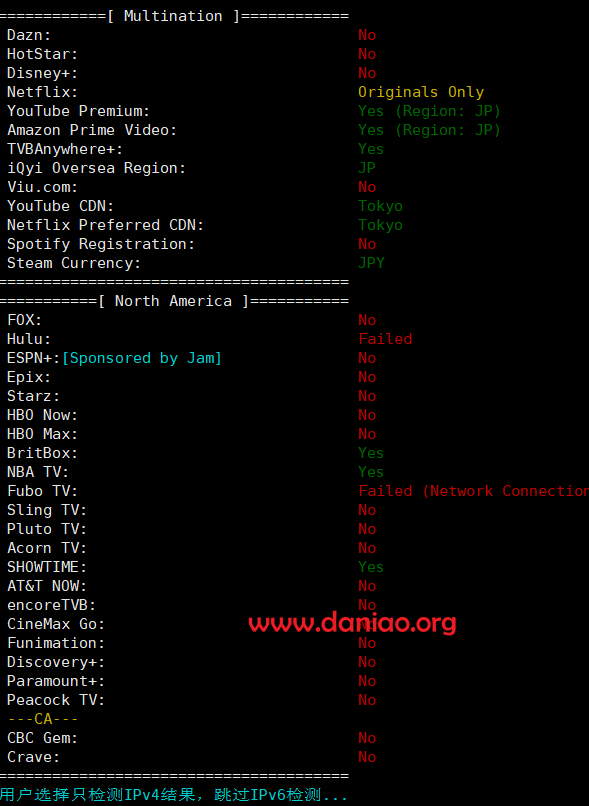 ============[ Multination ]============
Dazn: No
HotStar: No
Disney+: No
Netflix: Originals Only
YouTube Premium: Yes (Region: JP)
Amazon Prime Video: Yes (Region: JP)
TVBAnywhere+: Yes
iQyi Oversea Region: JP
Viu.com: No
YouTube CDN: Tokyo
Netflix Preferred CDN: Tokyo
Spotify Registration: No
Steam Currency: JPY
=======================================
===========[ North America ]===========
FOX: No
Hulu: Failed
ESPN+:[Sponsored by Jam] No
Epix: No
Starz: No
HBO Now: No
HBO Max: No
BritBox: Yes
NBA TV: Yes
Fubo TV: Failed (Network Connection
Sling TV: No
Pluto TV: No
Acorn TV: No
SHOWTIME: Yes
AT&T NOW: No
encoreTVB: No
CineMax Go:
www.daniao.org
Funimation: No
Discovery+: No
Paramount+: No
Peacock TV: No
---CA---
CBC Gem: No
Crave: No
=======================================
用户选择只检测IPv4结果，跳过IPv6检测...